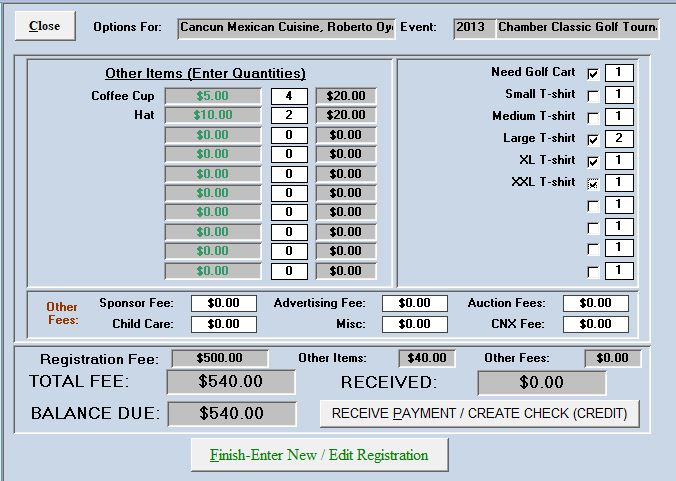 Close Options For: Cancun Mexican Cuisine, Roberto Oy Event: 2013 Chamber Classic Golf Tourn
Other Items (Enter Quantities)
Coffee Cup $5.00 4 $20.00
Hat $10.00 2 $20.00
$0.00 0 $0.00
$0.00 0 $0.00
$0.00 0 $0.00
$0.00 0 $0.00
$0.00 0 $0.00
$0.00 0 $0.00
$0.00 0 $0.00
$0.00 0 $0.00
Need Golf Cart 1
Small T-shirt 1
Medium T-shirt 1
Large T-shirt 2
XL T-shirt 1
XXL T-shirt 1
1
1
1
1
Other Fees:
Sponsor Fee: $0.00 Advertising Fee: $0.00 Auction Fees: $0.00
Child Care: $0.00 Misc: $0.00 CNX Fee: $0.00
Registration Fee: $500.00 Other Items: $40.00 Other Fees: $0.00
TOTAL FEE: $540.00 RECEIVED: $0.00
BALANCE DUE: $540.00 RECEIVE PAYMENT / CREATE CHECK (CREDIT)
Finish-Enter New / Edit Registration